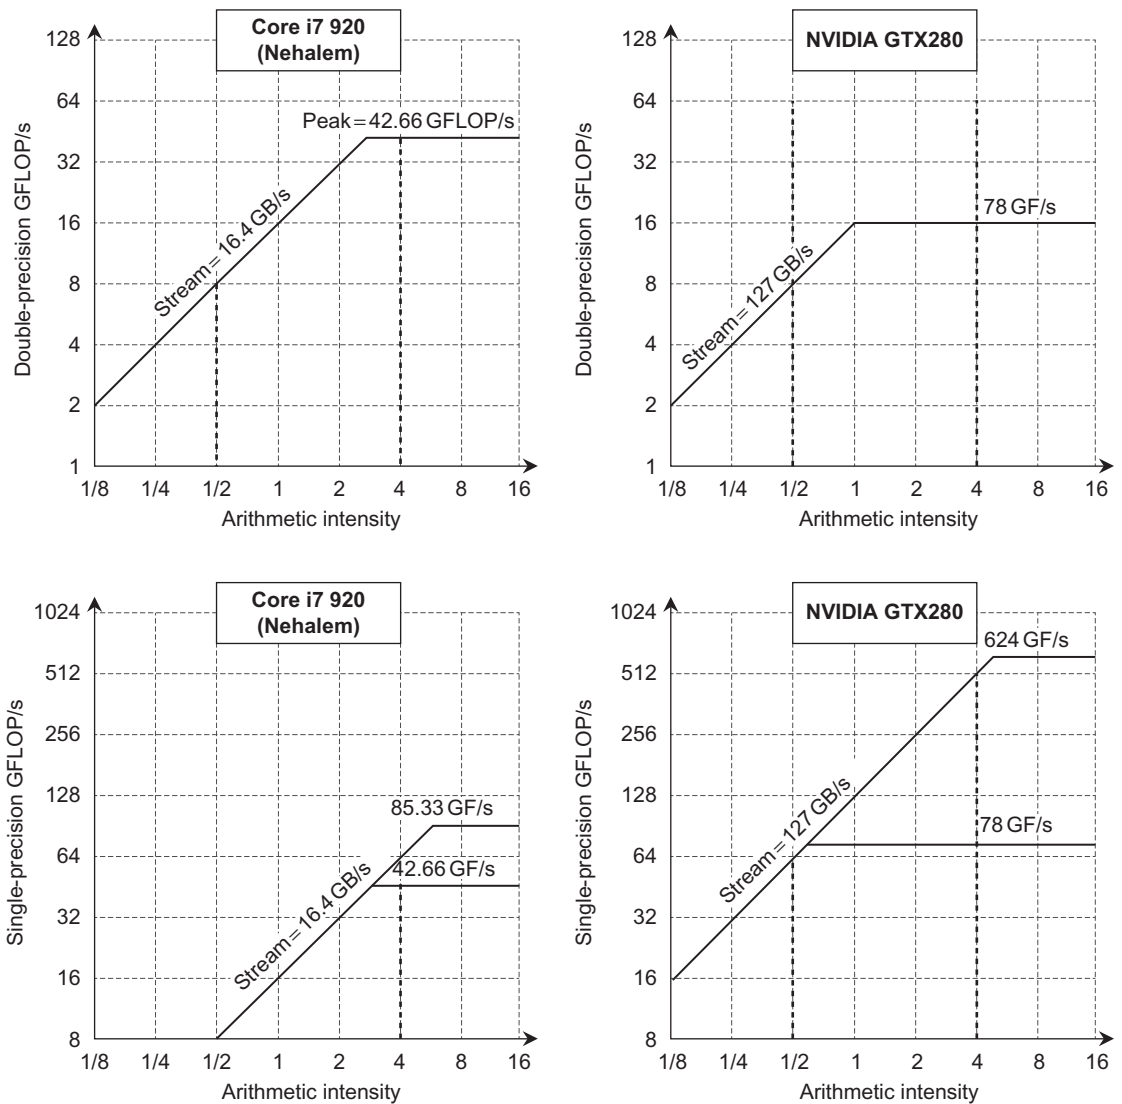 Core i7 920
(Nehalem)
Double-precision GFLOP/s
128
64
32
16
8
4
2
1
Peak = 42.66 GFLOP/s
Stream = 16.4 GB/s
1/8 1/4 1/2 1 2 4 8 16
Arithmetic intensity
NVIDIA GTX280
Double-precision GFLOP/s
128
64
32
16
8
4
2
1
78 GF/s
Stream = 127 GB/s
1/8 1/4 1/2 1 2 4 8 16
Arithmetic intensity
Core i7 920
(Nehalem)
Single-precision GFLOP/s
1024
512
256
128
64
32
16
8
85.33 GF/s
42.66 GF/s
Stream = 16.4 GB/s
1/8 1/4 1/2 1 2 4 8 16
Arithmetic intensity
NVIDIA GTX280
Single-precision GFLOP/s
1024
512
256
128
64
32
16
8
624 GF/s
78 GF/s
Stream = 127 GB/s
1/8 1/4 1/2 1 2 4 8 16
Arithmetic intensity